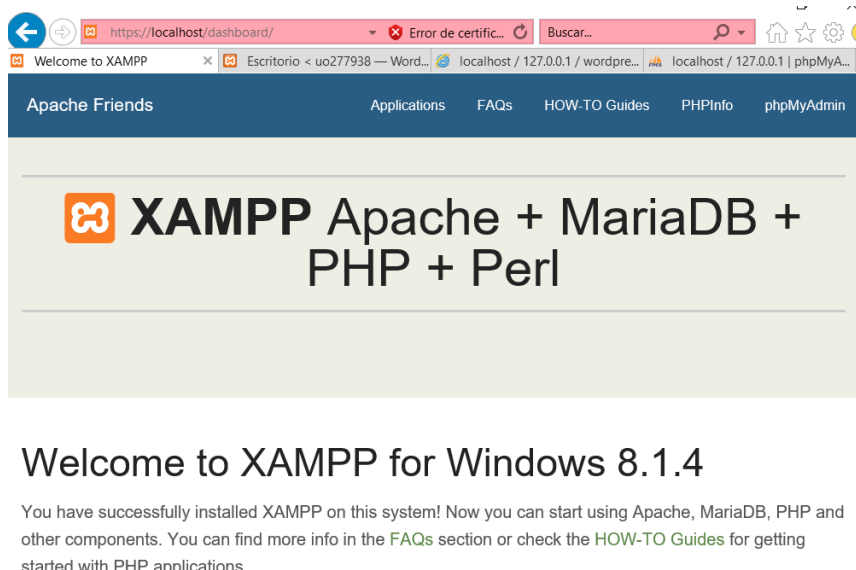 https://localhost/dashboard/ Error de certific... Buscar...
Welcome to XAMPP Escritorio < uo277938 — Word... localhost / 127.0.0.1 / wordpre... localhost / 127.0.0.1 | phpMyA...
Apache Friends Applications FAQs HOW-TO Guides PHPInfo phpMyAdmin
XAMPP Apache + MariaDB +
PHP + Perl
Welcome to XAMPP for Windows 8.1.4
You have successfully installed XAMPP on this system! Now you can start using Apache, MariaDB, PHP and
other components. You can find more info in the FAQs section or check the HOW-TO Guides for getting
started with PHP applications.